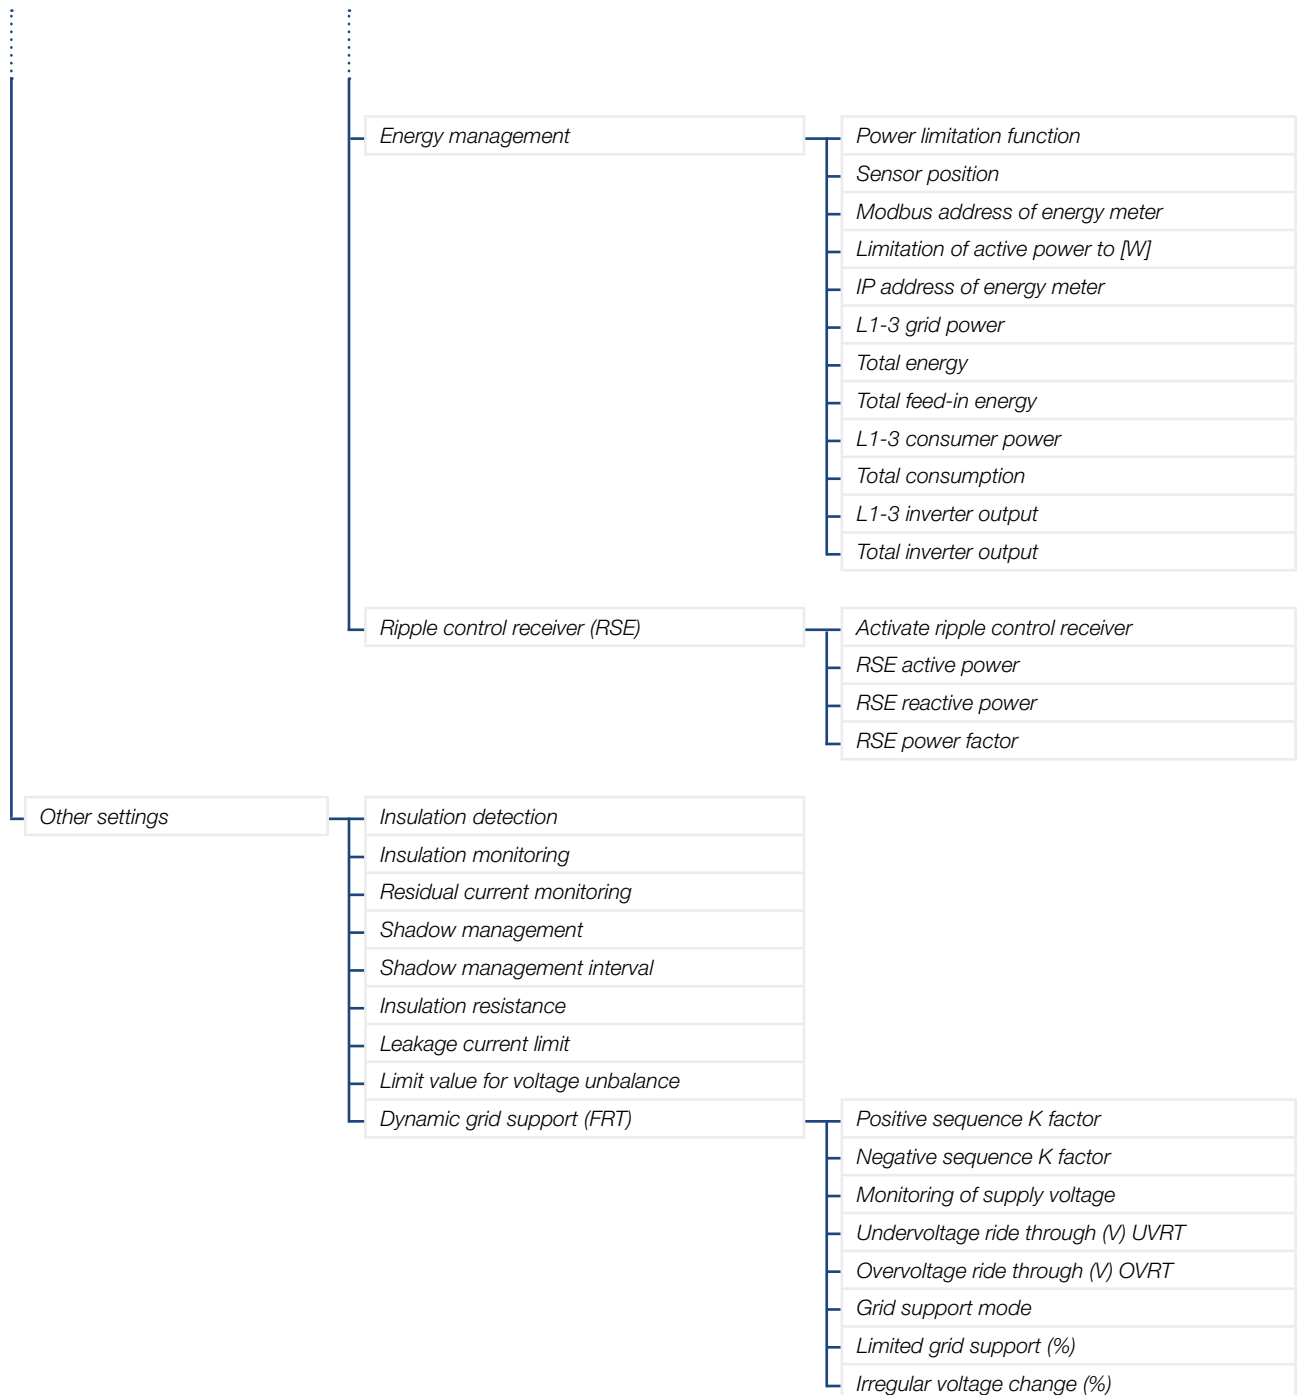 Energy management
Power limitation function
Sensor position
Modbus address of energy meter
Limitation of active power to [W]
IP address of energy meter
L1-3 grid power
Total energy
Total feed-in energy
L1-3 consumer power
Total consumption
L1-3 inverter output
Total inverter output
Ripple control receiver (RSE)
Activate ripple control receiver
RSE active power
RSE reactive power
RSE power factor
Other settings
Insulation detection
Insulation monitoring
Residual current monitoring
Shadow management
Shadow management interval
Insulation resistance
Leakage current limit
Limit value for voltage unbalance
Dynamic grid support (FRT)
Positive sequence K factor
Negative sequence K factor
Monitoring of supply voltage
Undervoltage ride through (V) UVRT
Overvoltage ride through (V) OVRT
Grid support mode
Limited grid support (%)
Irregular voltage change (%)